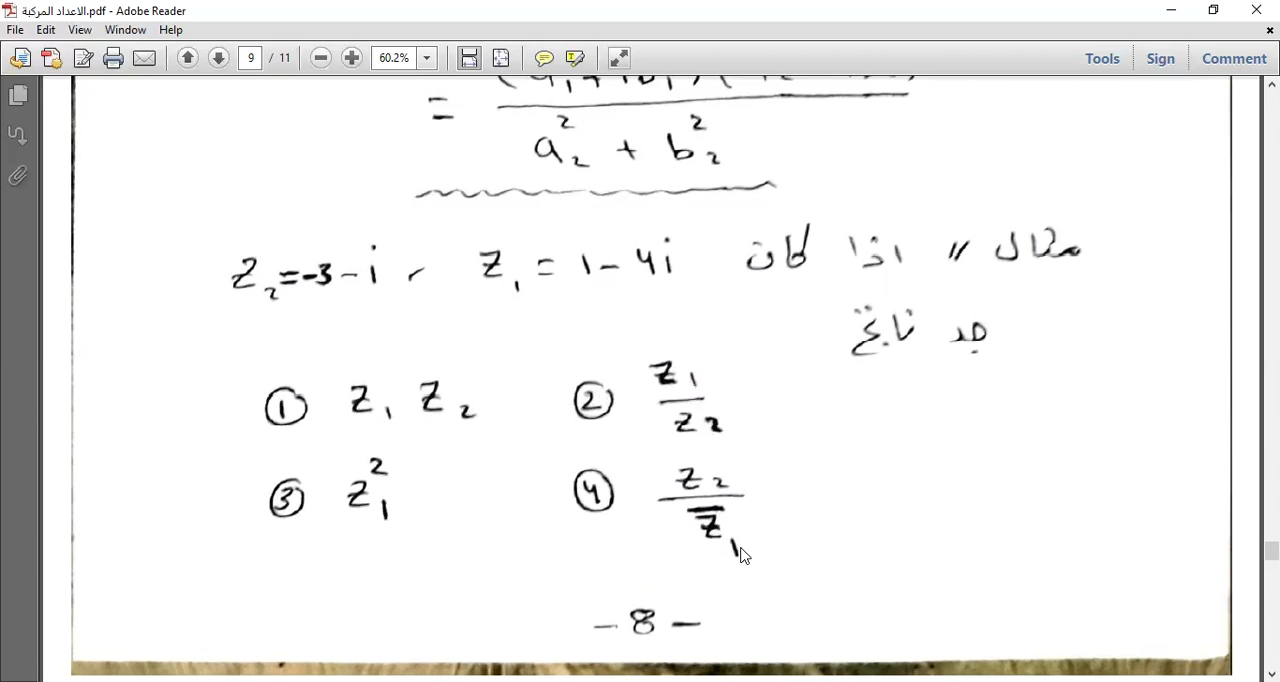 الاعداد المركبة.pdf - Adobe Reader
File Edit View Window Help
9 / 11 60.2% Tools Sign Comment
=
a₂² + b₂²
مثال // اذا كان Z₁ = 1 - 4i , Z₂ = -3 - i
جد ناتج
① Z₁ Z₂ ② Z₁/Z₂
③ Z₁² ④ Z₂/Z̅₁
- 8 -